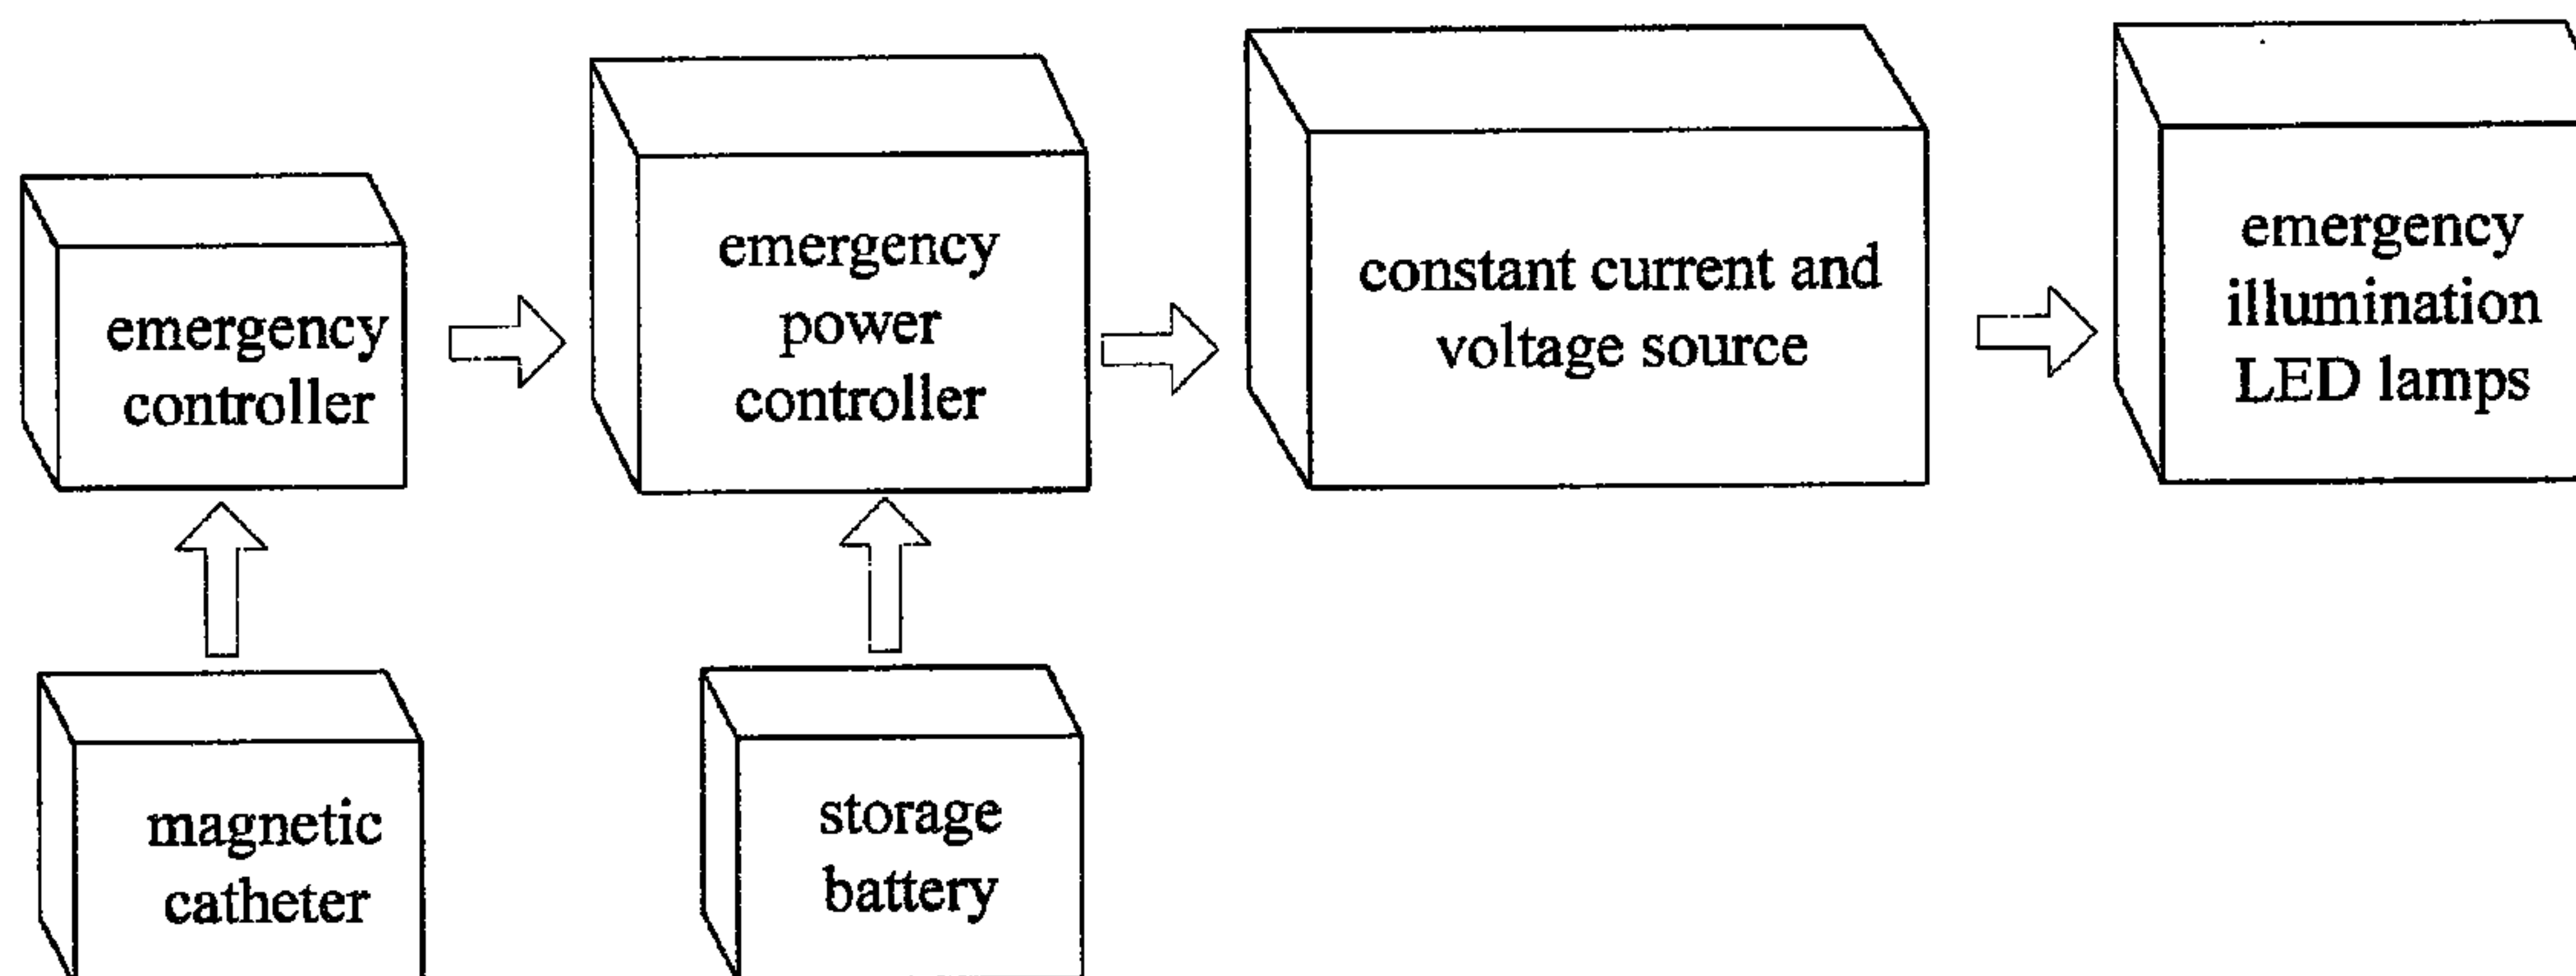 emergency
controller
emergency
power
controller
constant current and
voltage source
emergency
illumination
LED lamps
magnetic
catheter
storage
battery